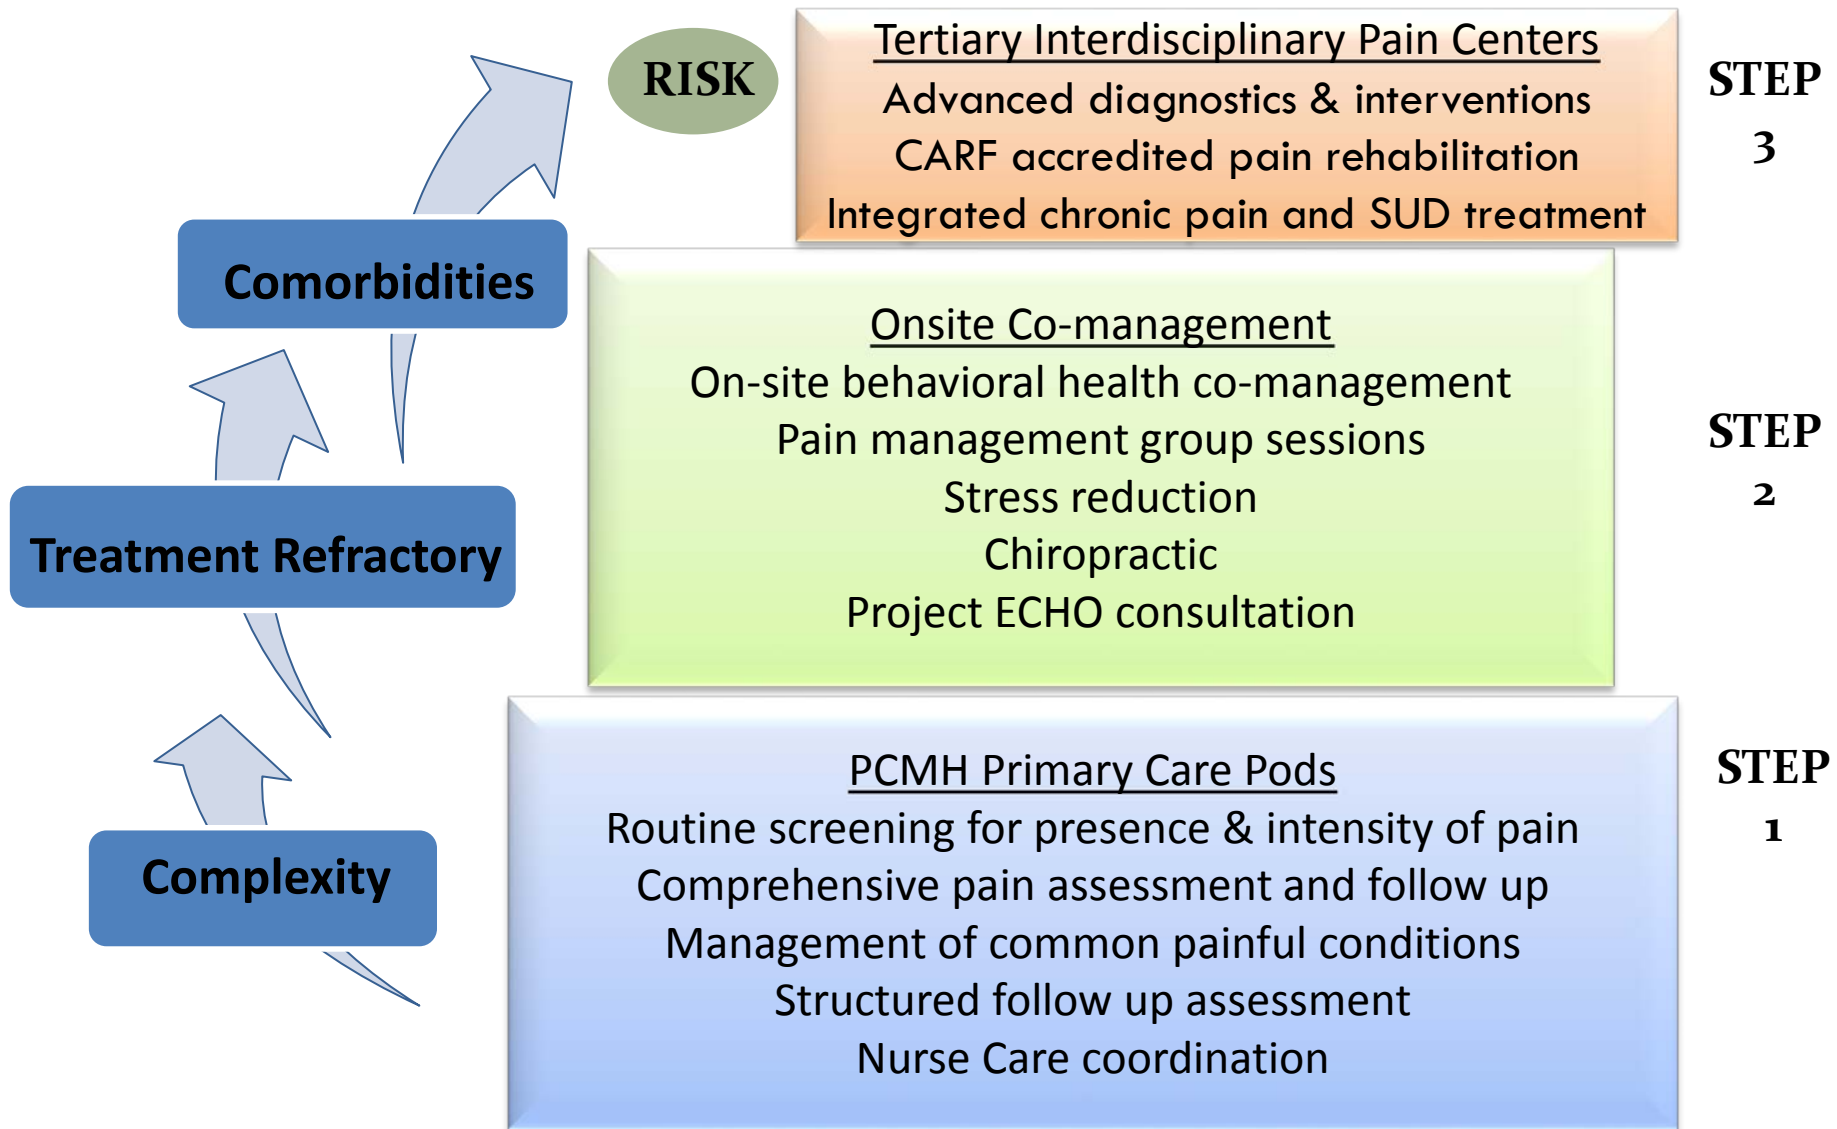 RISK
Tertiary Interdisciplinary Pain Centers
Advanced diagnostics & interventions
CARF accredited pain rehabilitation
Integrated chronic pain and SUD treatment
STEP
3
Comorbidities
Onsite Co-management
On-site behavioral health co-management
Pain management group sessions
Stress reduction
Chiropractic
Project ECHO consultation
STEP
2
Treatment Refractory
PCMH Primary Care Pods
Routine screening for presence & intensity of pain
Comprehensive pain assessment and follow up
Management of common painful conditions
Structured follow up assessment
Nurse Care coordination
STEP
1
Complexity